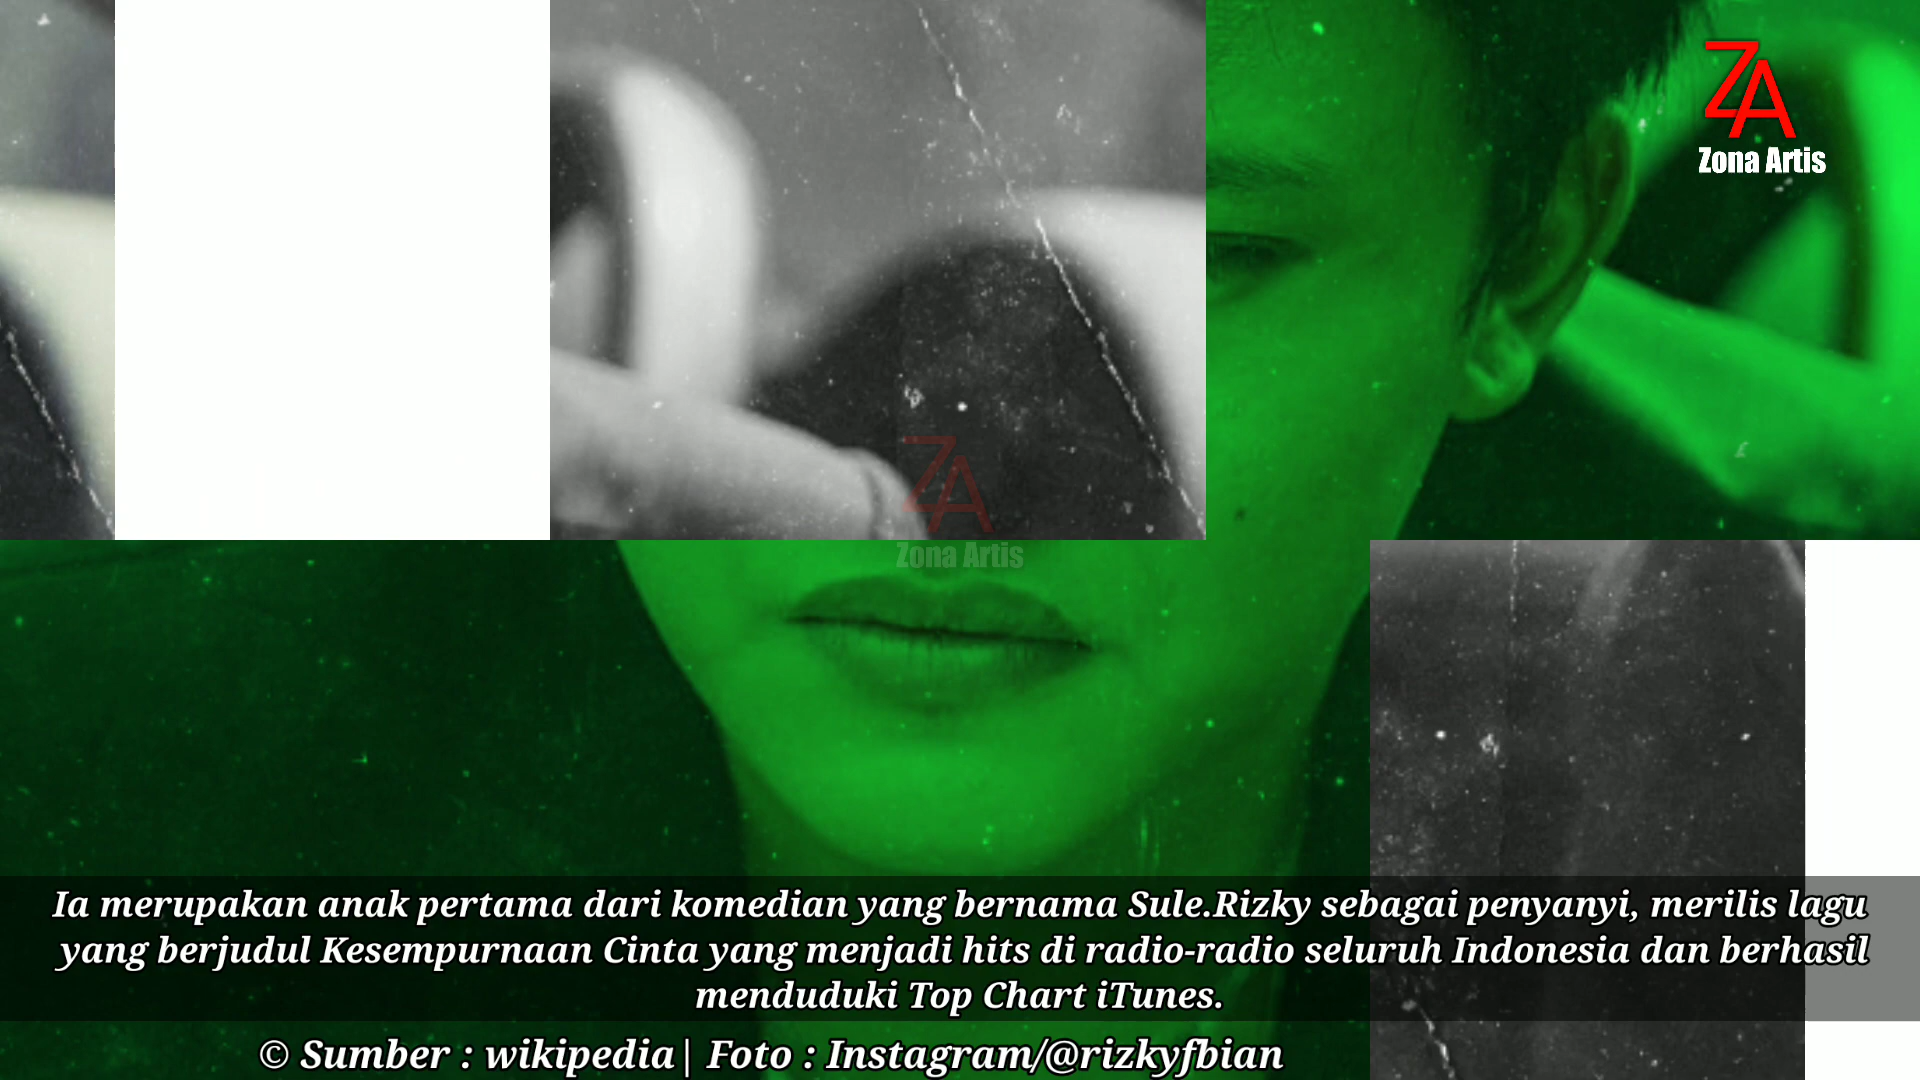 ZA
Zona Artis
ZA
Zona Artis
Ia merupakan anak pertama dari komedian yang bernama Sule.Rizky sebagai penyanyi, merilis lagu
yang berjudul Kesempurnaan Cinta yang menjadi hits di radio-radio seluruh Indonesia dan berhasil
menduduki Top Chart iTunes.
© Sumber : wikipedia| Foto : Instagram/@rizkyfbian